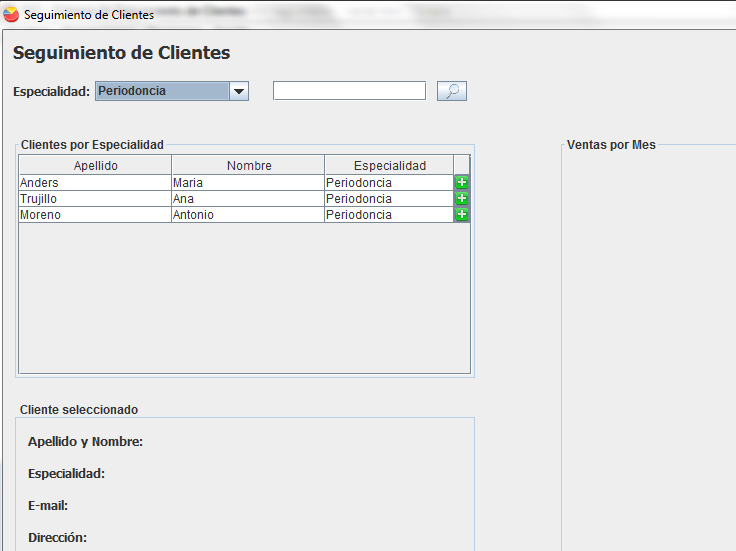 Seguimiento de Clientes
Seguimiento de Clientes
Especialidad: Periodoncia
Clientes por Especialidad
Ventas por Mes
Apellido Nombre Especialidad
Anders Maria Periodoncia
Trujillo Ana Periodoncia
Moreno Antonio Periodoncia
Cliente seleccionado
Apellido y Nombre:
Especialidad:
E-mail:
Dirección: